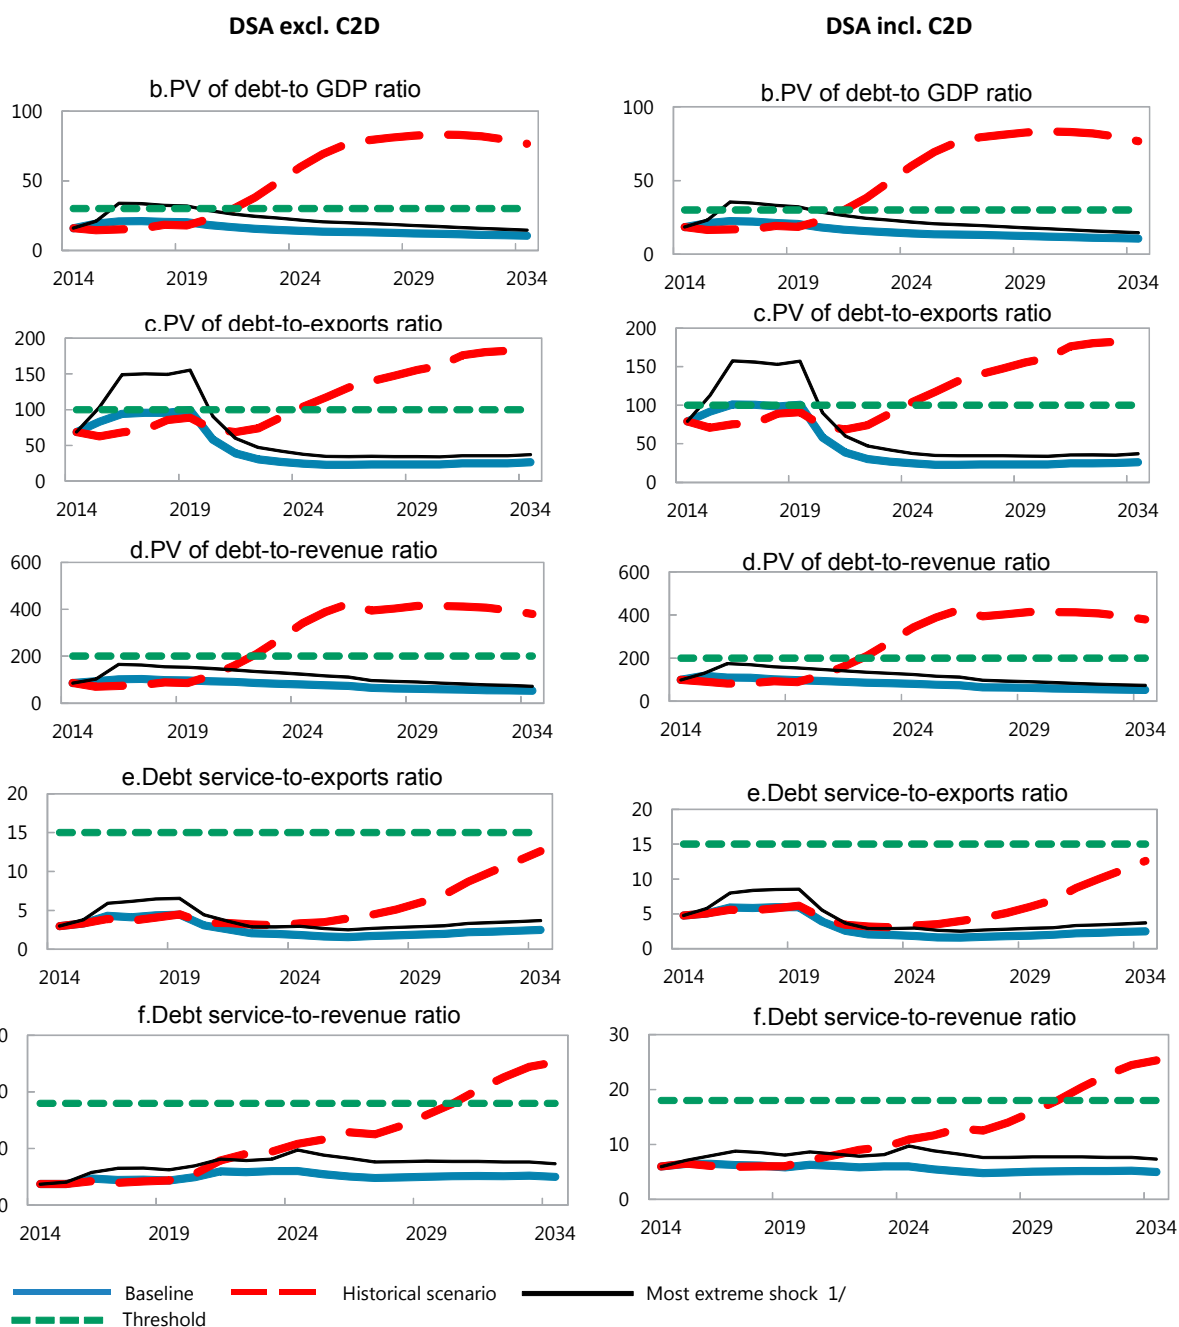 DSA excl. C2D
DSA incl. C2D
b.PV of debt-to GDP ratio
100
50
0
2014 2019 2024 2029 2034
b.PV of debt-to GDP ratio
100
50
0
2014 2019 2024 2029 2034
c.PV of debt-to-exports ratio
200
150
100
50
0
2014 2019 2024 2029 2034
c.PV of debt-to-exports ratio
200
150
100
50
0
2014 2019 2024 2029 2034
d.PV of debt-to-revenue ratio
600
400
200
0
2014 2019 2024 2029 2034
d.PV of debt-to-revenue ratio
600
400
200
0
2014 2019 2024 2029 2034
e.Debt service-to-exports ratio
20
15
10
5
0
2014 2019 2024 2029 2034
e.Debt service-to-exports ratio
20
15
10
5
0
2014 2019 2024 2029 2034
f.Debt service-to-revenue ratio
0
0
0
0
2014 2019 2024 2029 2034
f.Debt service-to-revenue ratio
30
20
10
0
2014 2019 2024 2029 2034
Baseline Historical scenario Most extreme shock 1/
Threshold